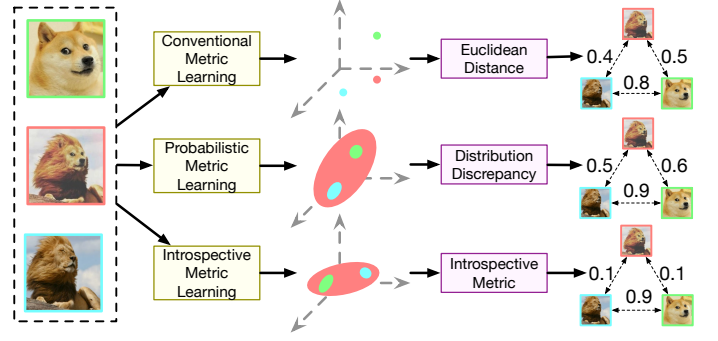 Conventional
Metric
Learning
Euclidean
Distance
0.4
0.5
0.8
Probabilistic
Metric
Learning
Distribution
Discrepancy
0.5
0.6
0.9
Introspective
Metric
Learning
Introspective
Metric
0.1
0.1
0.9